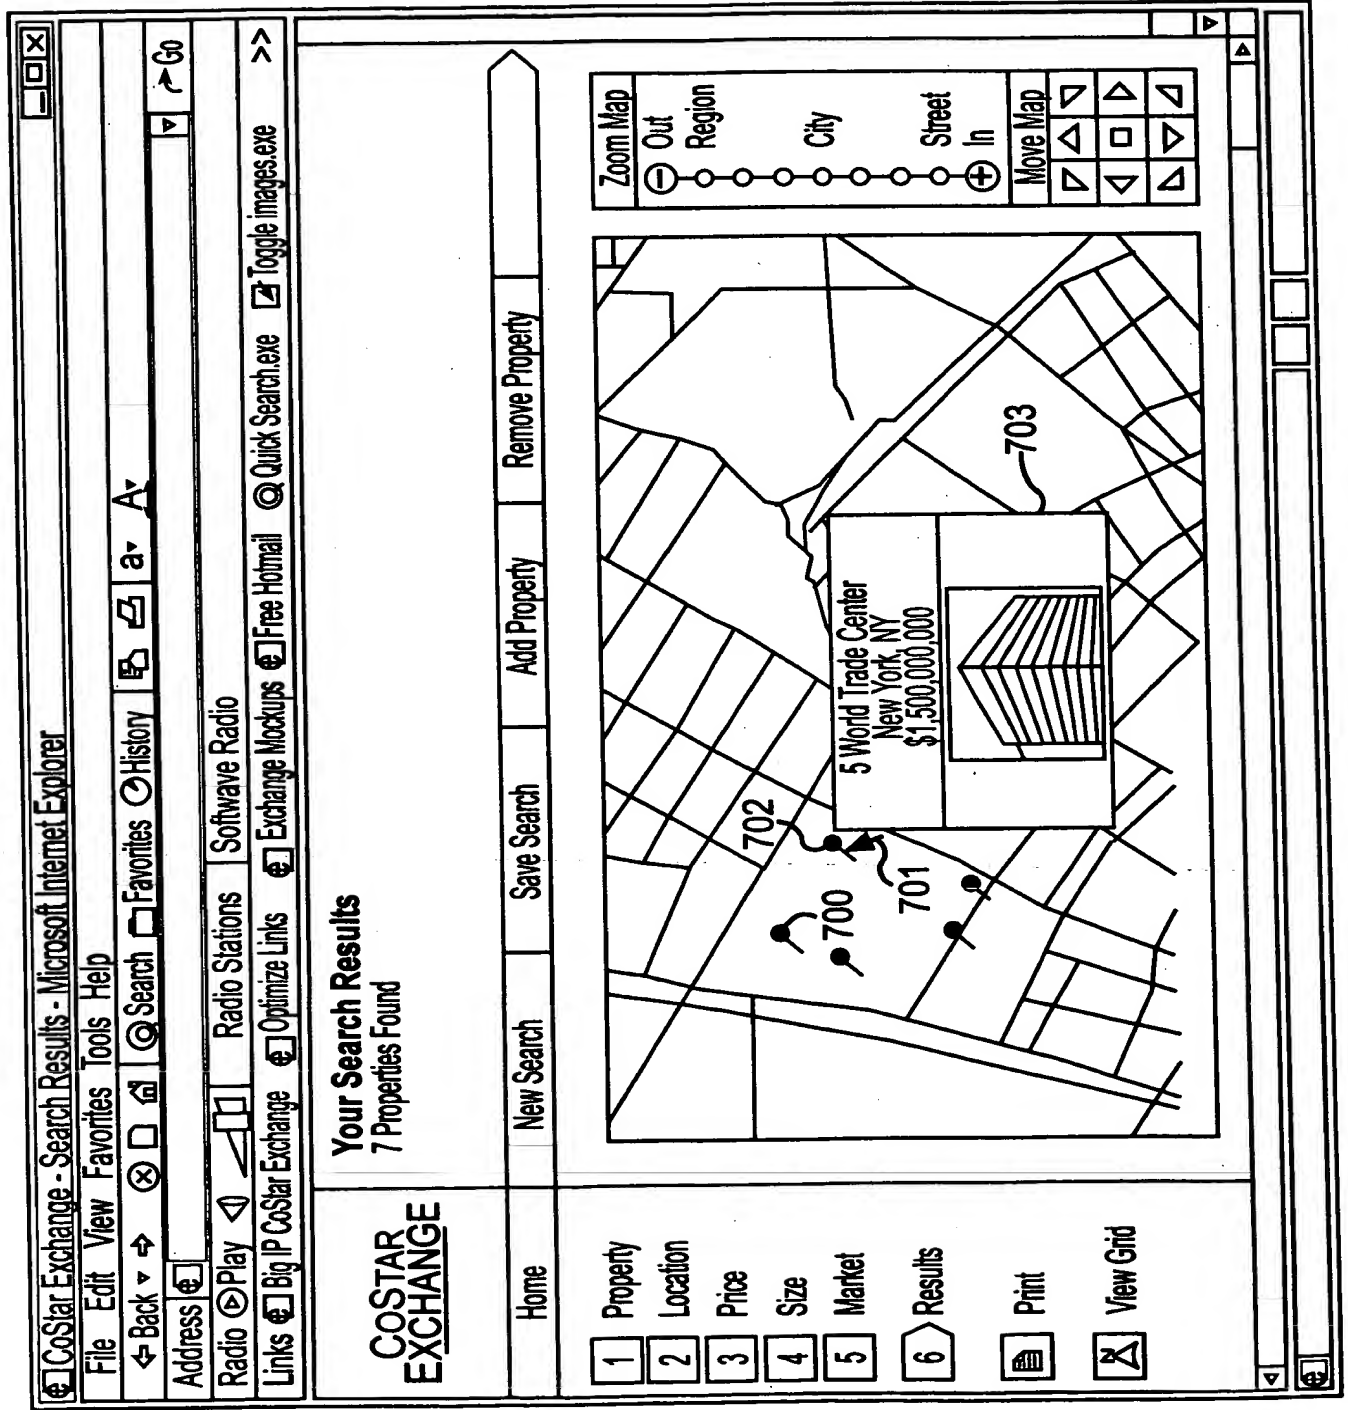 CoStar Exchange - Search Results - Microsoft Internet Explorer
File Edit View Favorites Tools Help
Back Search Favorites History a A
Address Go
Radio Play Radio Stations Softwave Radio
Links Big IP CoStar Exchange Optimize Links Exchange Mockups Free Hotmail Quick Search.exe Toggle images.exe >>
COSTAR
EXCHANGE
Your Search Results
7 Properties Found
Home New Search Save Search Add Property Remove Property
1 Property
2 Location
3 Price
4 Size
5 Market
6 Results
Print
N View Grid
700
701
702
703
5 World Trade Center
New York, NY
$1,500,000,000
Zoom Map
Out
Region
City
Street
In
Move Map